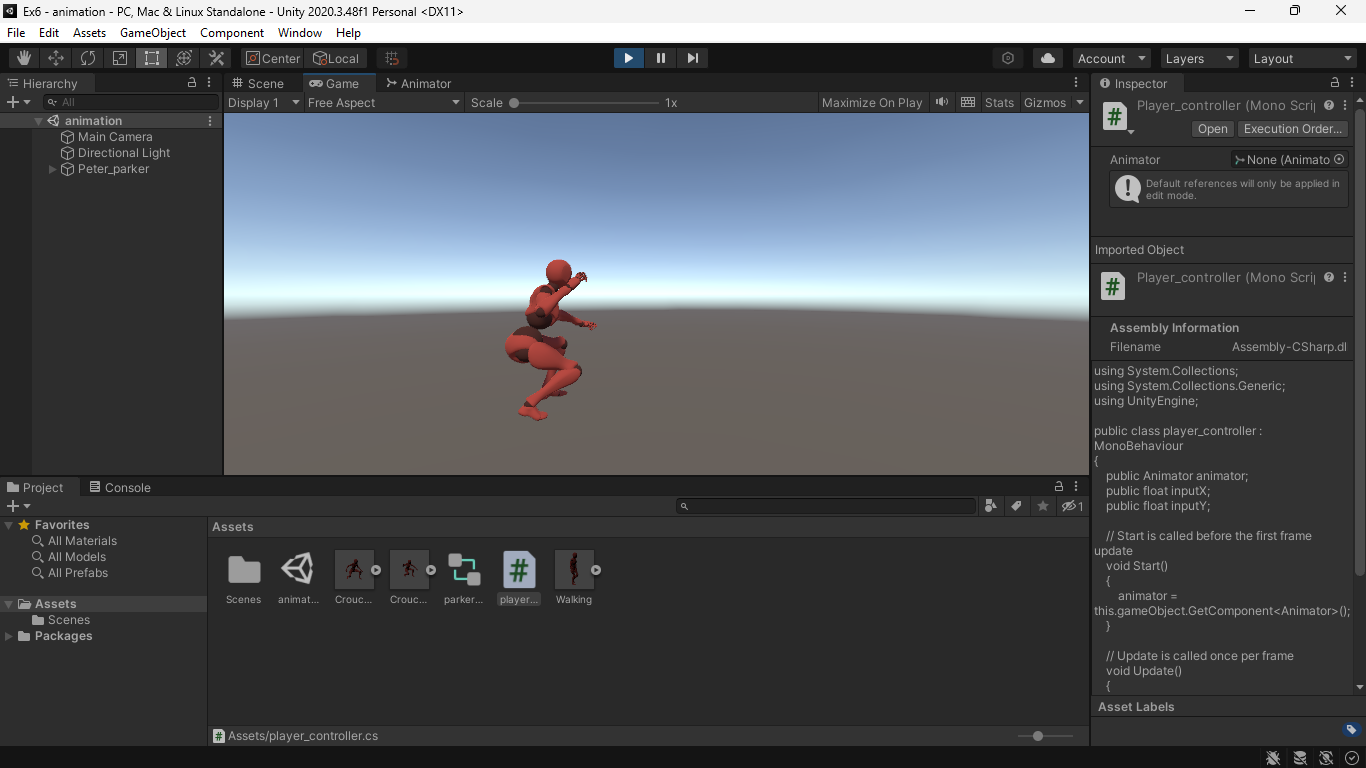 Ex6 - animation - PC, Mac & Linux Standalone - Unity 2020.3.48f1 Personal <DX11>
File Edit Assets GameObject Component Window Help
Center Local Account Layers Layout
Hierarchy
All
animation
Main Camera
Directional Light
Peter_parker
Scene Game Animator
Display 1 Free Aspect Scale 1x Maximize On Play Stats Gizmos
Inspector
Player_controller (Mono Scrip
Open Execution Order...
Animator None (Animato
Default references will only be applied in
edit mode.
Imported Object
Player_controller (Mono Scrip
Assembly Information
Filename Assembly-CSharp.dl
using System.Collections;
using System.Collections.Generic;
using UnityEngine;
public class player_controller :
MonoBehaviour
{
public Animator animator;
public float inputX;
public float inputY;
// Start is called before the first frame
update
void Start()
{
animator =
this.gameObject.GetComponent<Animator>();
}
// Update is called once per frame
void Update()
{
Asset Labels
Project Console
1
Favorites
All Materials
All Models
All Prefabs
Assets
Scenes
Packages
Assets
Scenes animat... Crouc... Crouc... parker... player... Walking
Assets/player_controller.cs